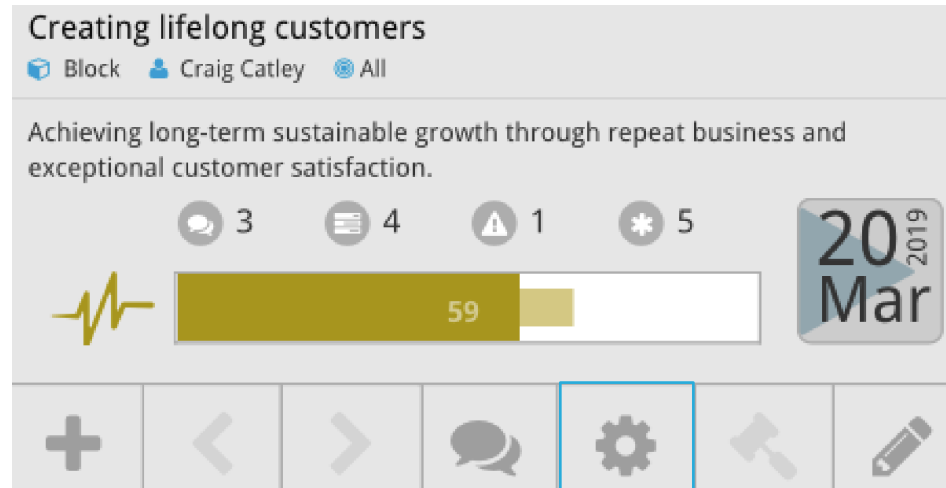 Creating lifelong customers
Block Craig Catley All
Achieving long-term sustainable growth through repeat business and
exceptional customer satisfaction.
3 4 1 5
59
20 2019
Mar